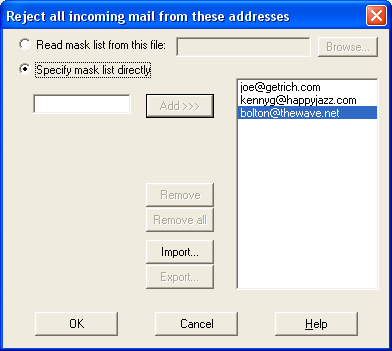 Reject all incoming mail from these addresses
Read mask list from this file:
Browse...
Specify mask list directly
Add >>>
joe@getrich.com
kennyg@happyjazz.com
bolton@thewave.net
Remove
Remove all
Import...
Export...
OK
Cancel
Help